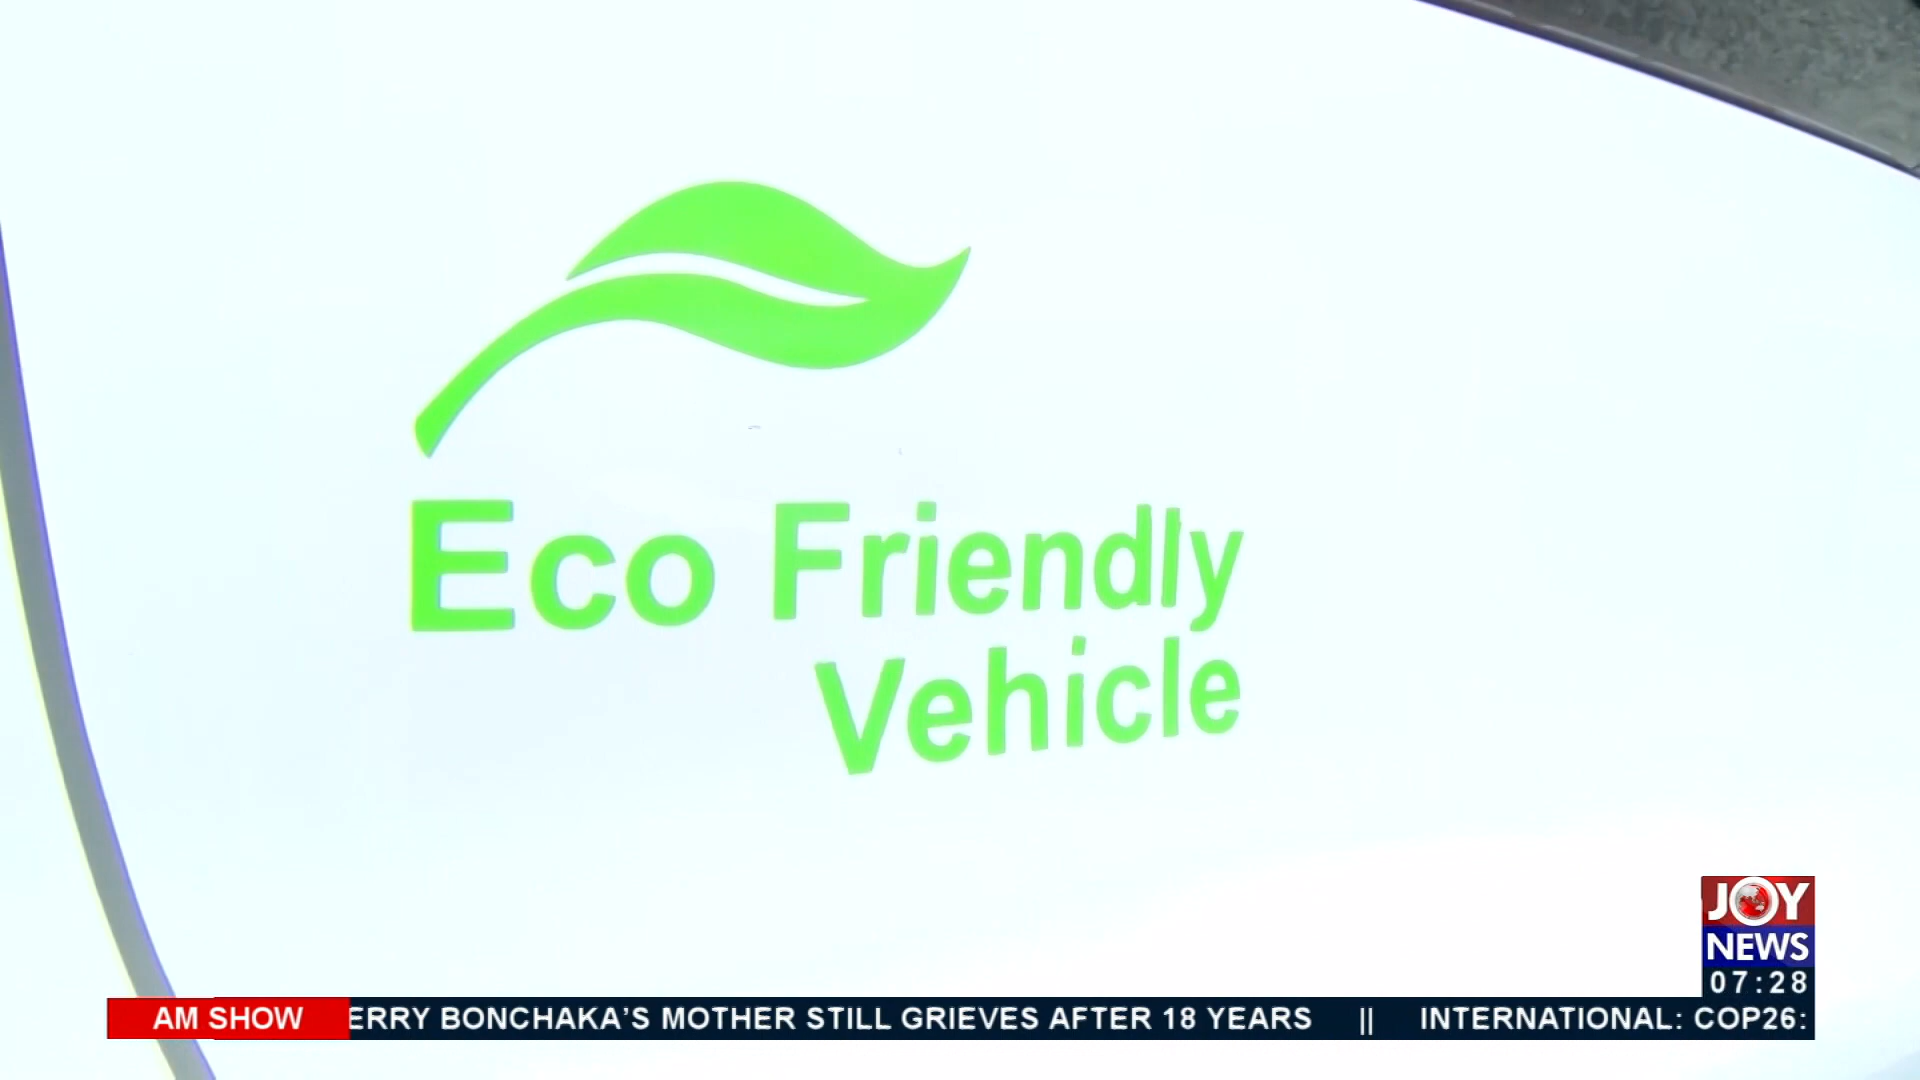 Eco Friendly
Vehicle
JOY
NEWS
07:28
AM SHOW
ERRY BONCHAKA'S MOTHER STILL GRIEVES AFTER 18 YEARS || INTERNATIONAL: COP26: